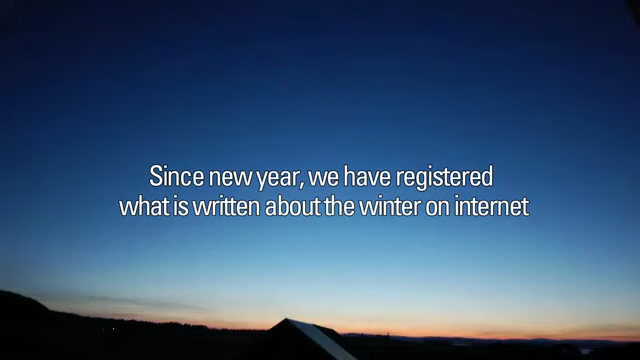 Since new year, we have registered
what is written about the winter on internet